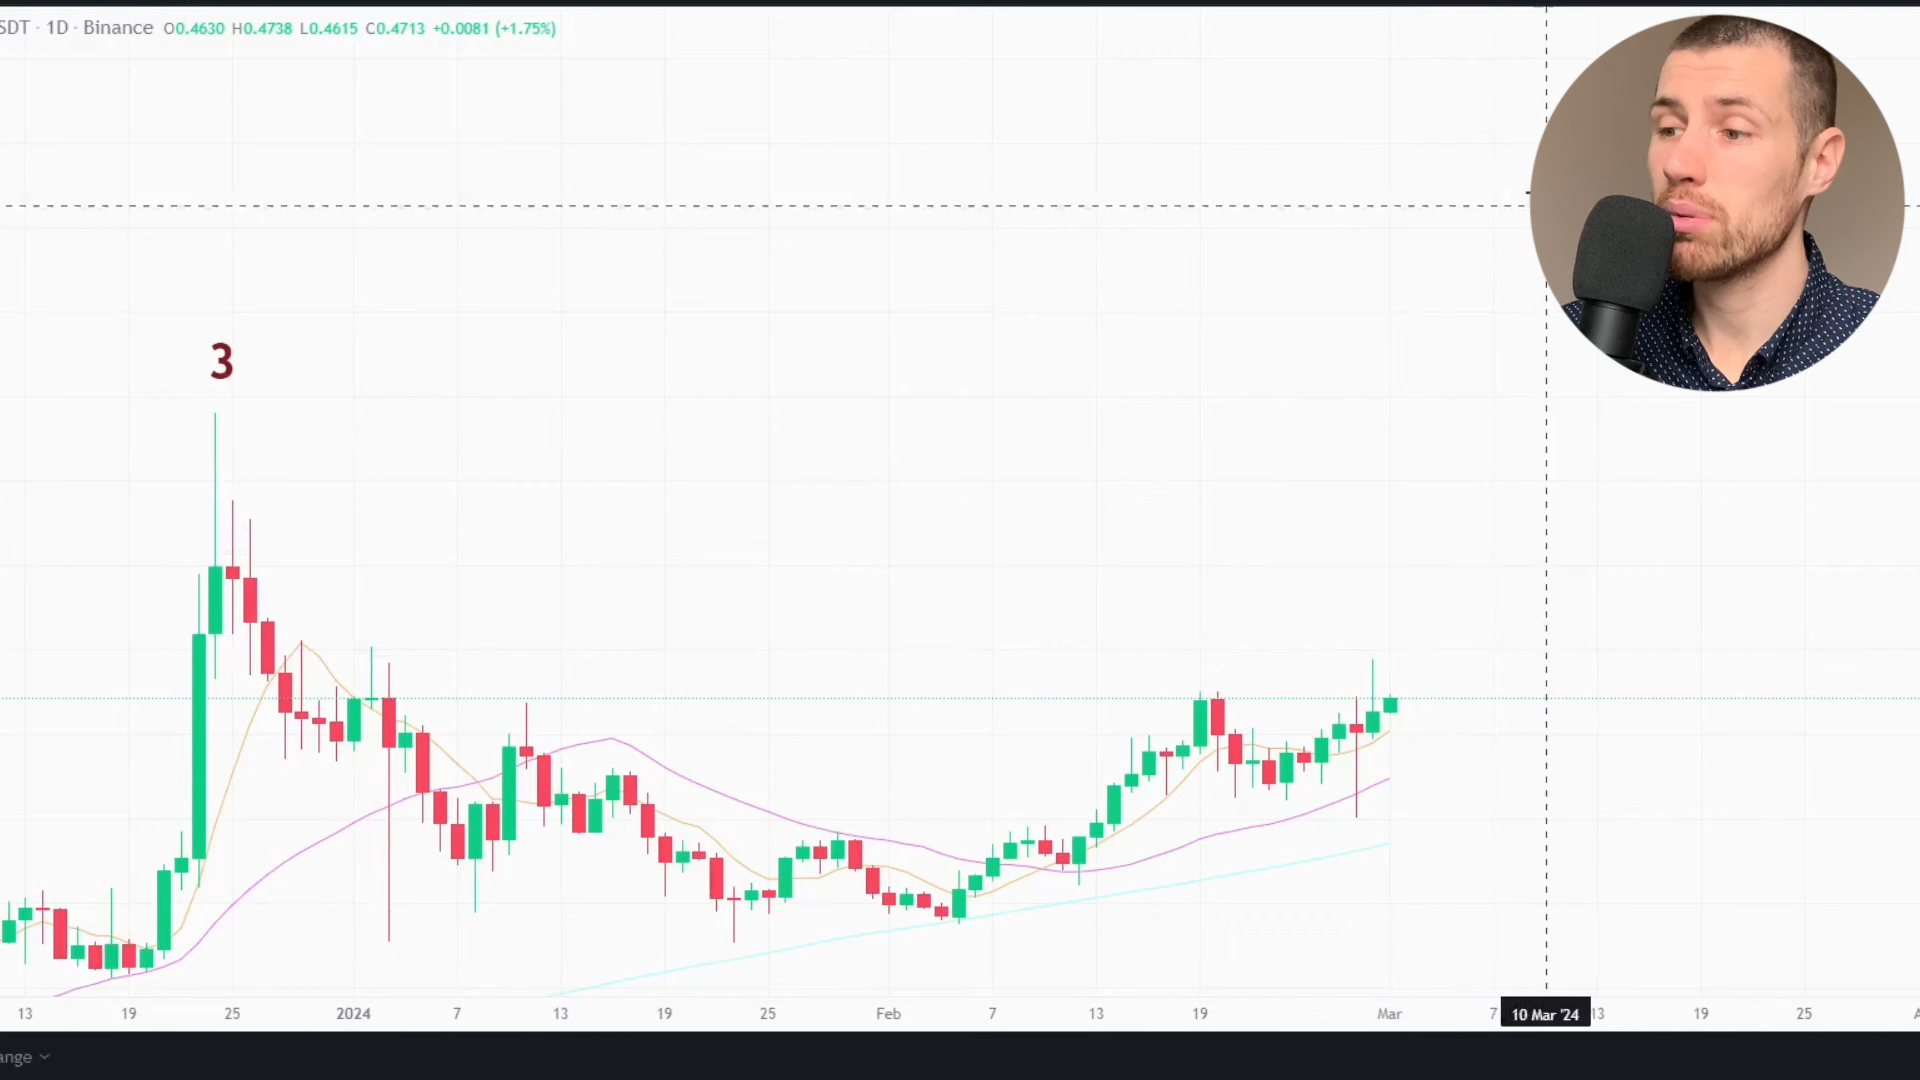 SDT · 1D · Binance O0.4630 H0.4738 L0.4615 C0.4713 +0.0081 (+1.75%)
3
13 19 25 2024 7 13 19 25 Feb 7 13 19 Mar 7 10 Mar '24 13 19 25 A
ange